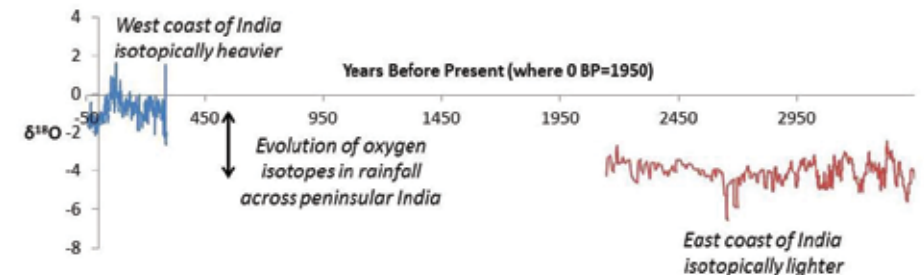 4
West coast of India
isotopically heavier
2
Years Before Present (where 0 BP=1950)
0
-50 450 950 1450 1950 2450 2950
δ¹⁸O -2
Evolution of oxygen
isotopes in rainfall
across peninsular India
-4
-6
East coast of India
isotopically lighter
-8